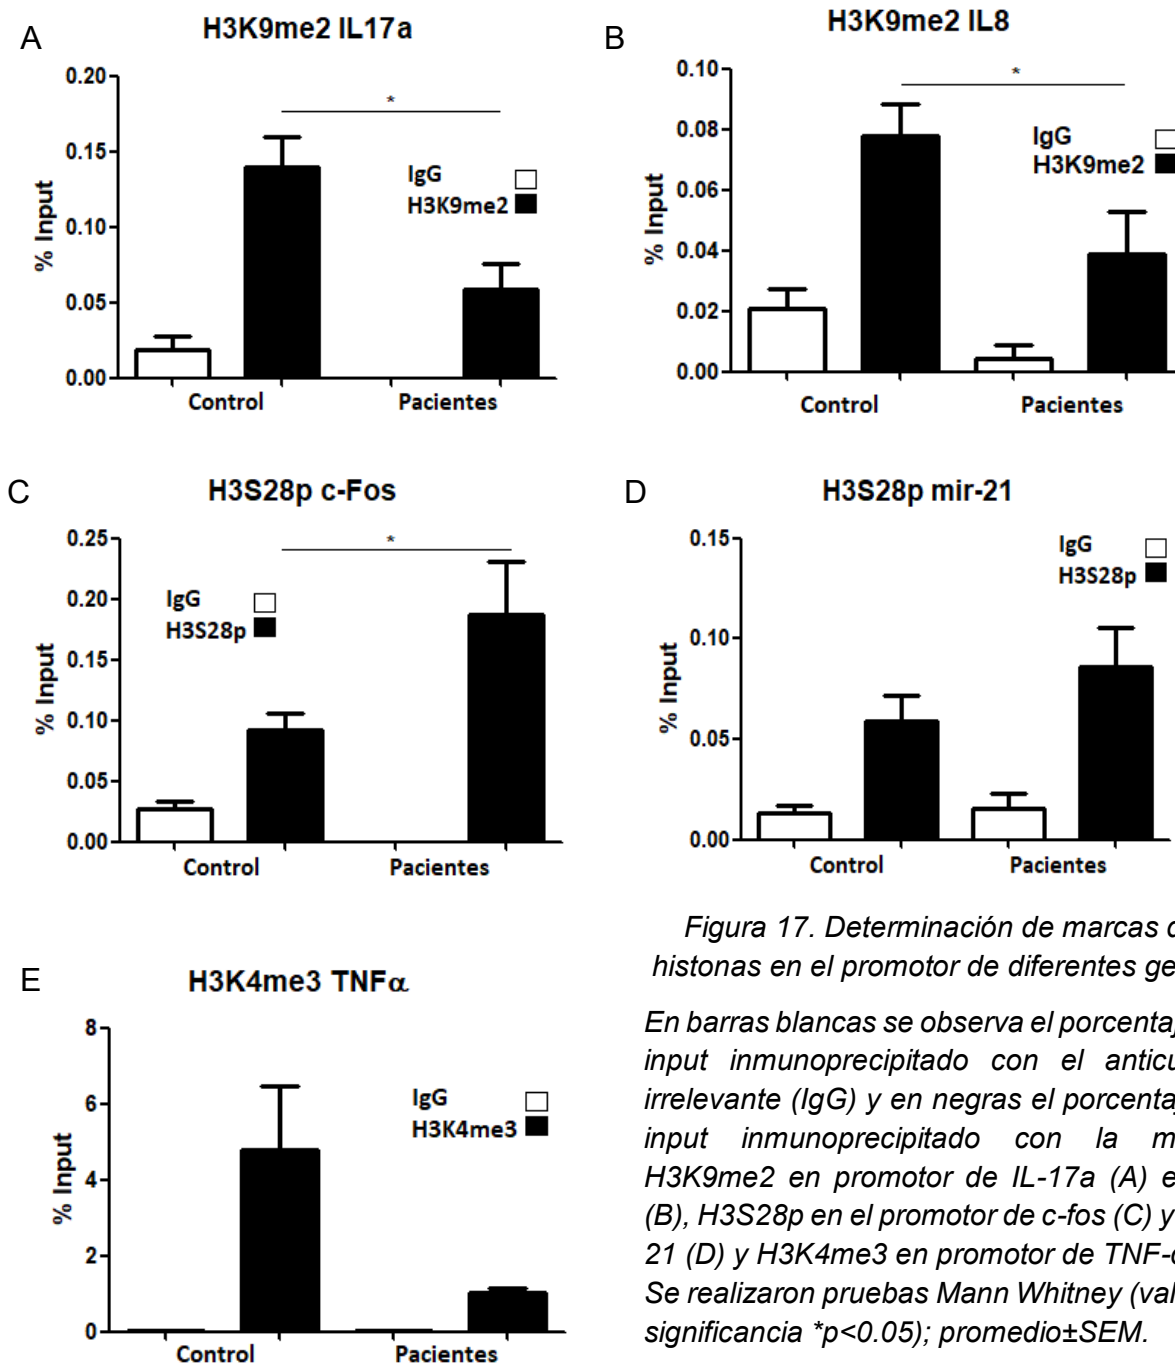 A
H3K9me2 IL17a
0.20
0.15
0.10
0.05
0.00
% Input
*
IgG
H3K9me2
Control
Pacientes
B
H3K9me2 IL8
0.10
0.08
0.06
0.04
0.02
0.00
% Input
*
IgG
H3K9me2
Control
Pacientes
C
H3S28p c-Fos
0.25
0.20
0.15
0.10
0.05
0.00
% Input
*
IgG
H3S28p
Control
Pacientes
D
H3S28p mir-21
0.15
0.10
0.05
0.00
% Input
IgG
H3S28p
Control
Pacientes
E
H3K4me3 TNFα
8
6
4
2
0
% Input
IgG
H3K4me3
Control
Pacientes
Figura 17. Determinación de marcas
histonas en el promotor de diferentes
En barras blancas se observa el
input inmunoprecipitado con el
irrelevante (IgG) y en negras el
input inmunoprecipitado con la
H3K9me2 en promotor de IL-17a (A)
(B), H3S28p en el promotor de c-fos (C) y
21 (D) y H3K4me3 en promotor de
Se realizaron pruebas Mann Whitney
significancia *p<0.05); promedio±SEM.